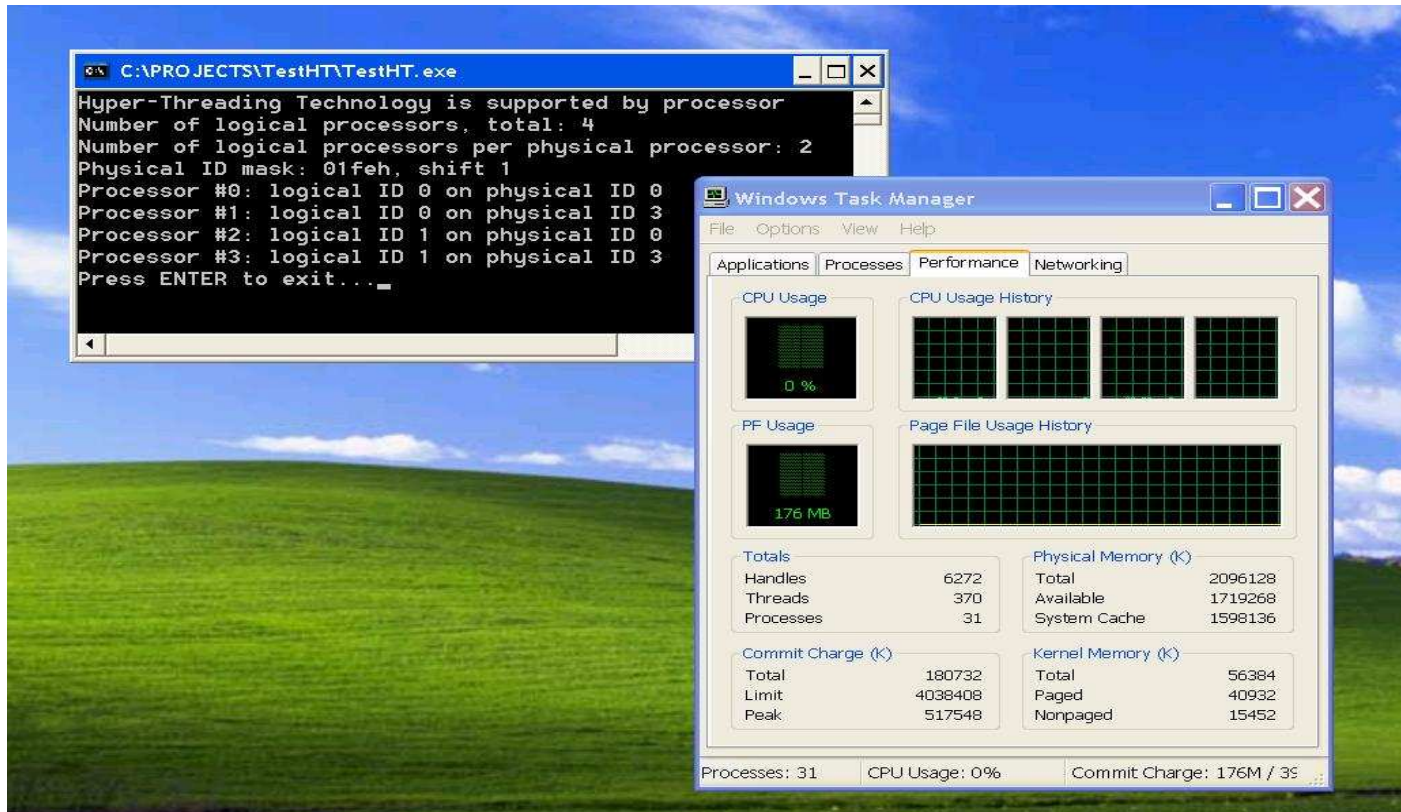 C:\PROJECTS\TestHT\TestHT.exe
Hyper-Threading Technology is supported by processor
Number of logical processors, total: 4
Number of logical processors per physical processor: 2
Physical ID mask: 01feh, shift 1
Processor #0: logical ID 0 on physical ID 0
Processor #1: logical ID 0 on physical ID 3
Processor #2: logical ID 1 on physical ID 0
Processor #3: logical ID 1 on physical ID 3
Press ENTER to exit..._
Windows Task Manager
File Options View Help
Applications Processes Performance Networking
CPU Usage CPU Usage History
0 %
PF Usage Page File Usage History
176 MB
Totals Physical Memory (K)
Handles 6272 Total 2096128
Threads 370 Available 1719268
Processes 31 System Cache 1598136
Commit Charge (K) Kernel Memory (K)
Total 180732 Total 56384
Limit 4038408 Paged 40932
Peak 517548 Nonpaged 15452
Processes: 31 CPU Usage: 0% Commit Charge: 176M / 39